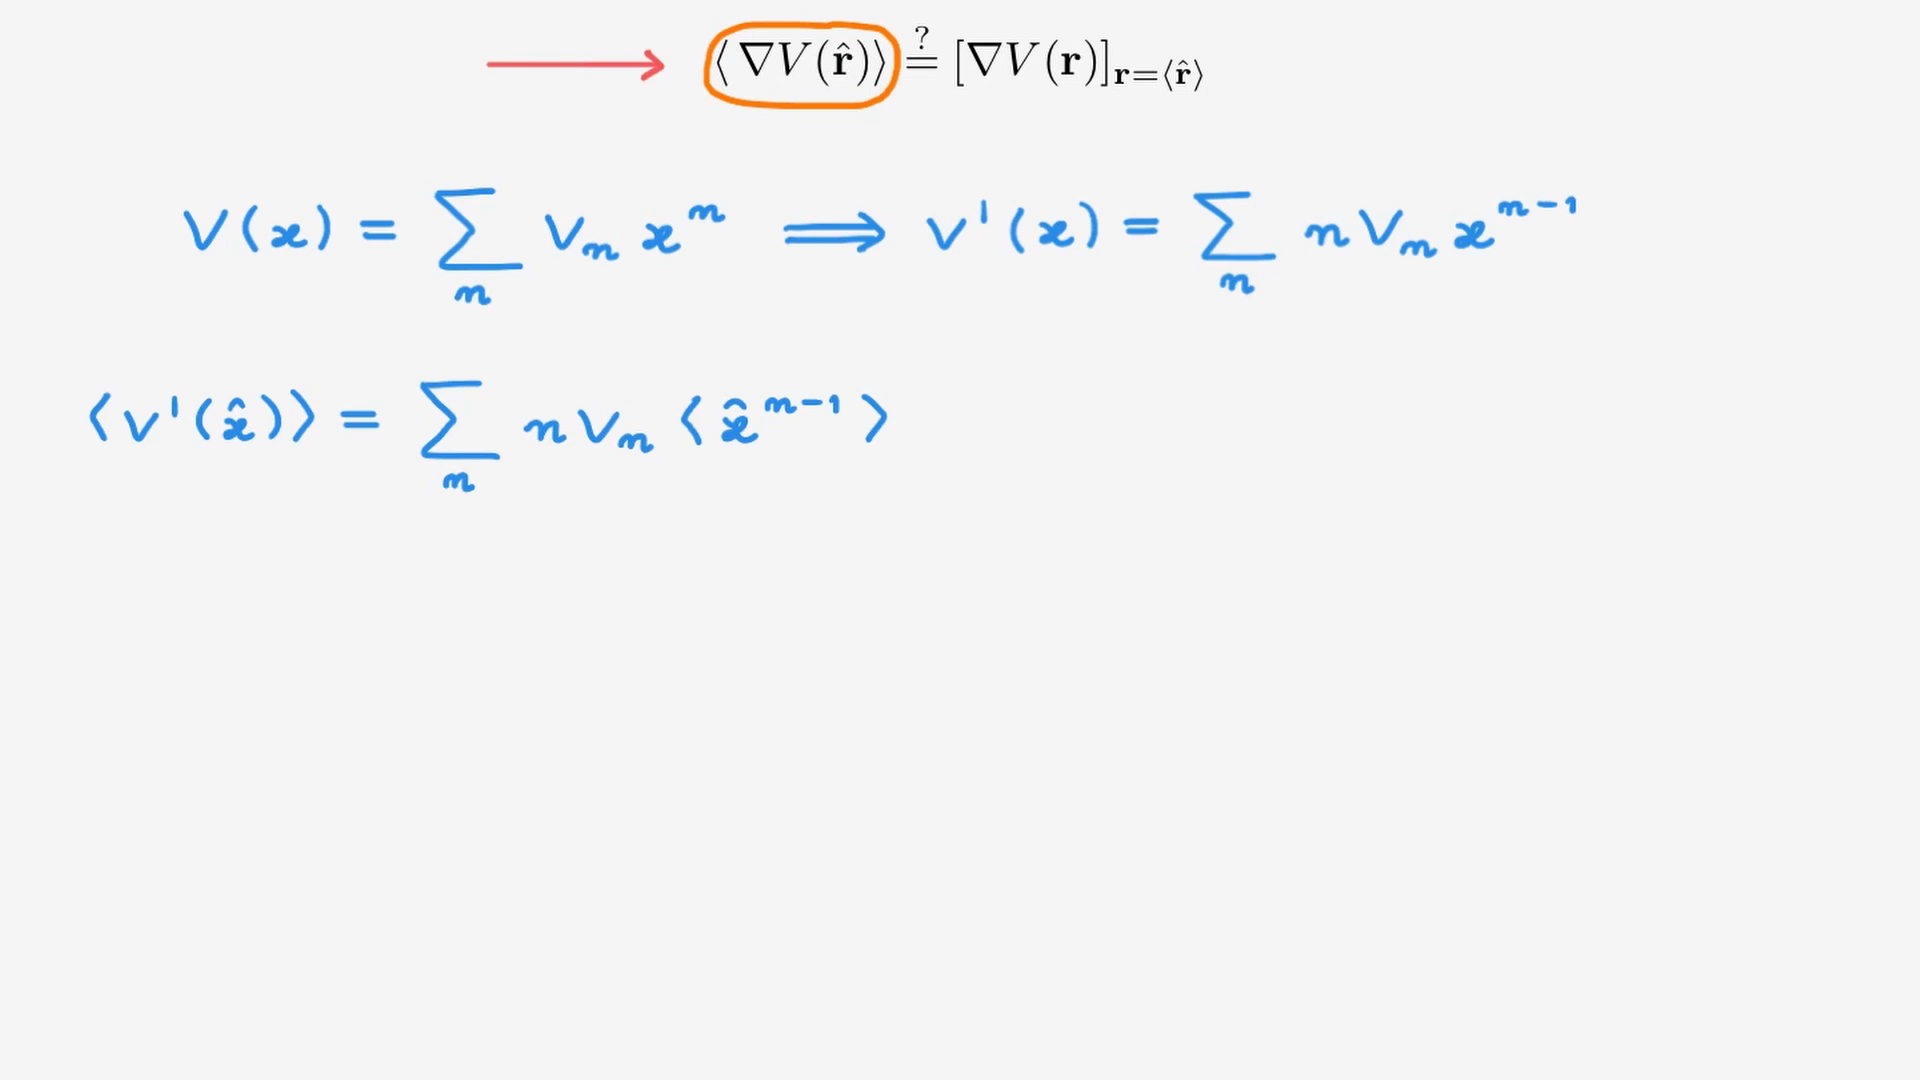 ⟨∇V(r̂)⟩ ≟ [∇V(r)]_{r=⟨r̂⟩}
V(x) = ∑_n V_n x^n ⟹ V'(x) = ∑_n n V_n x^{n-1}
⟨V'(x̂)⟩ = ∑_n n V_n ⟨x̂^{n-1}⟩